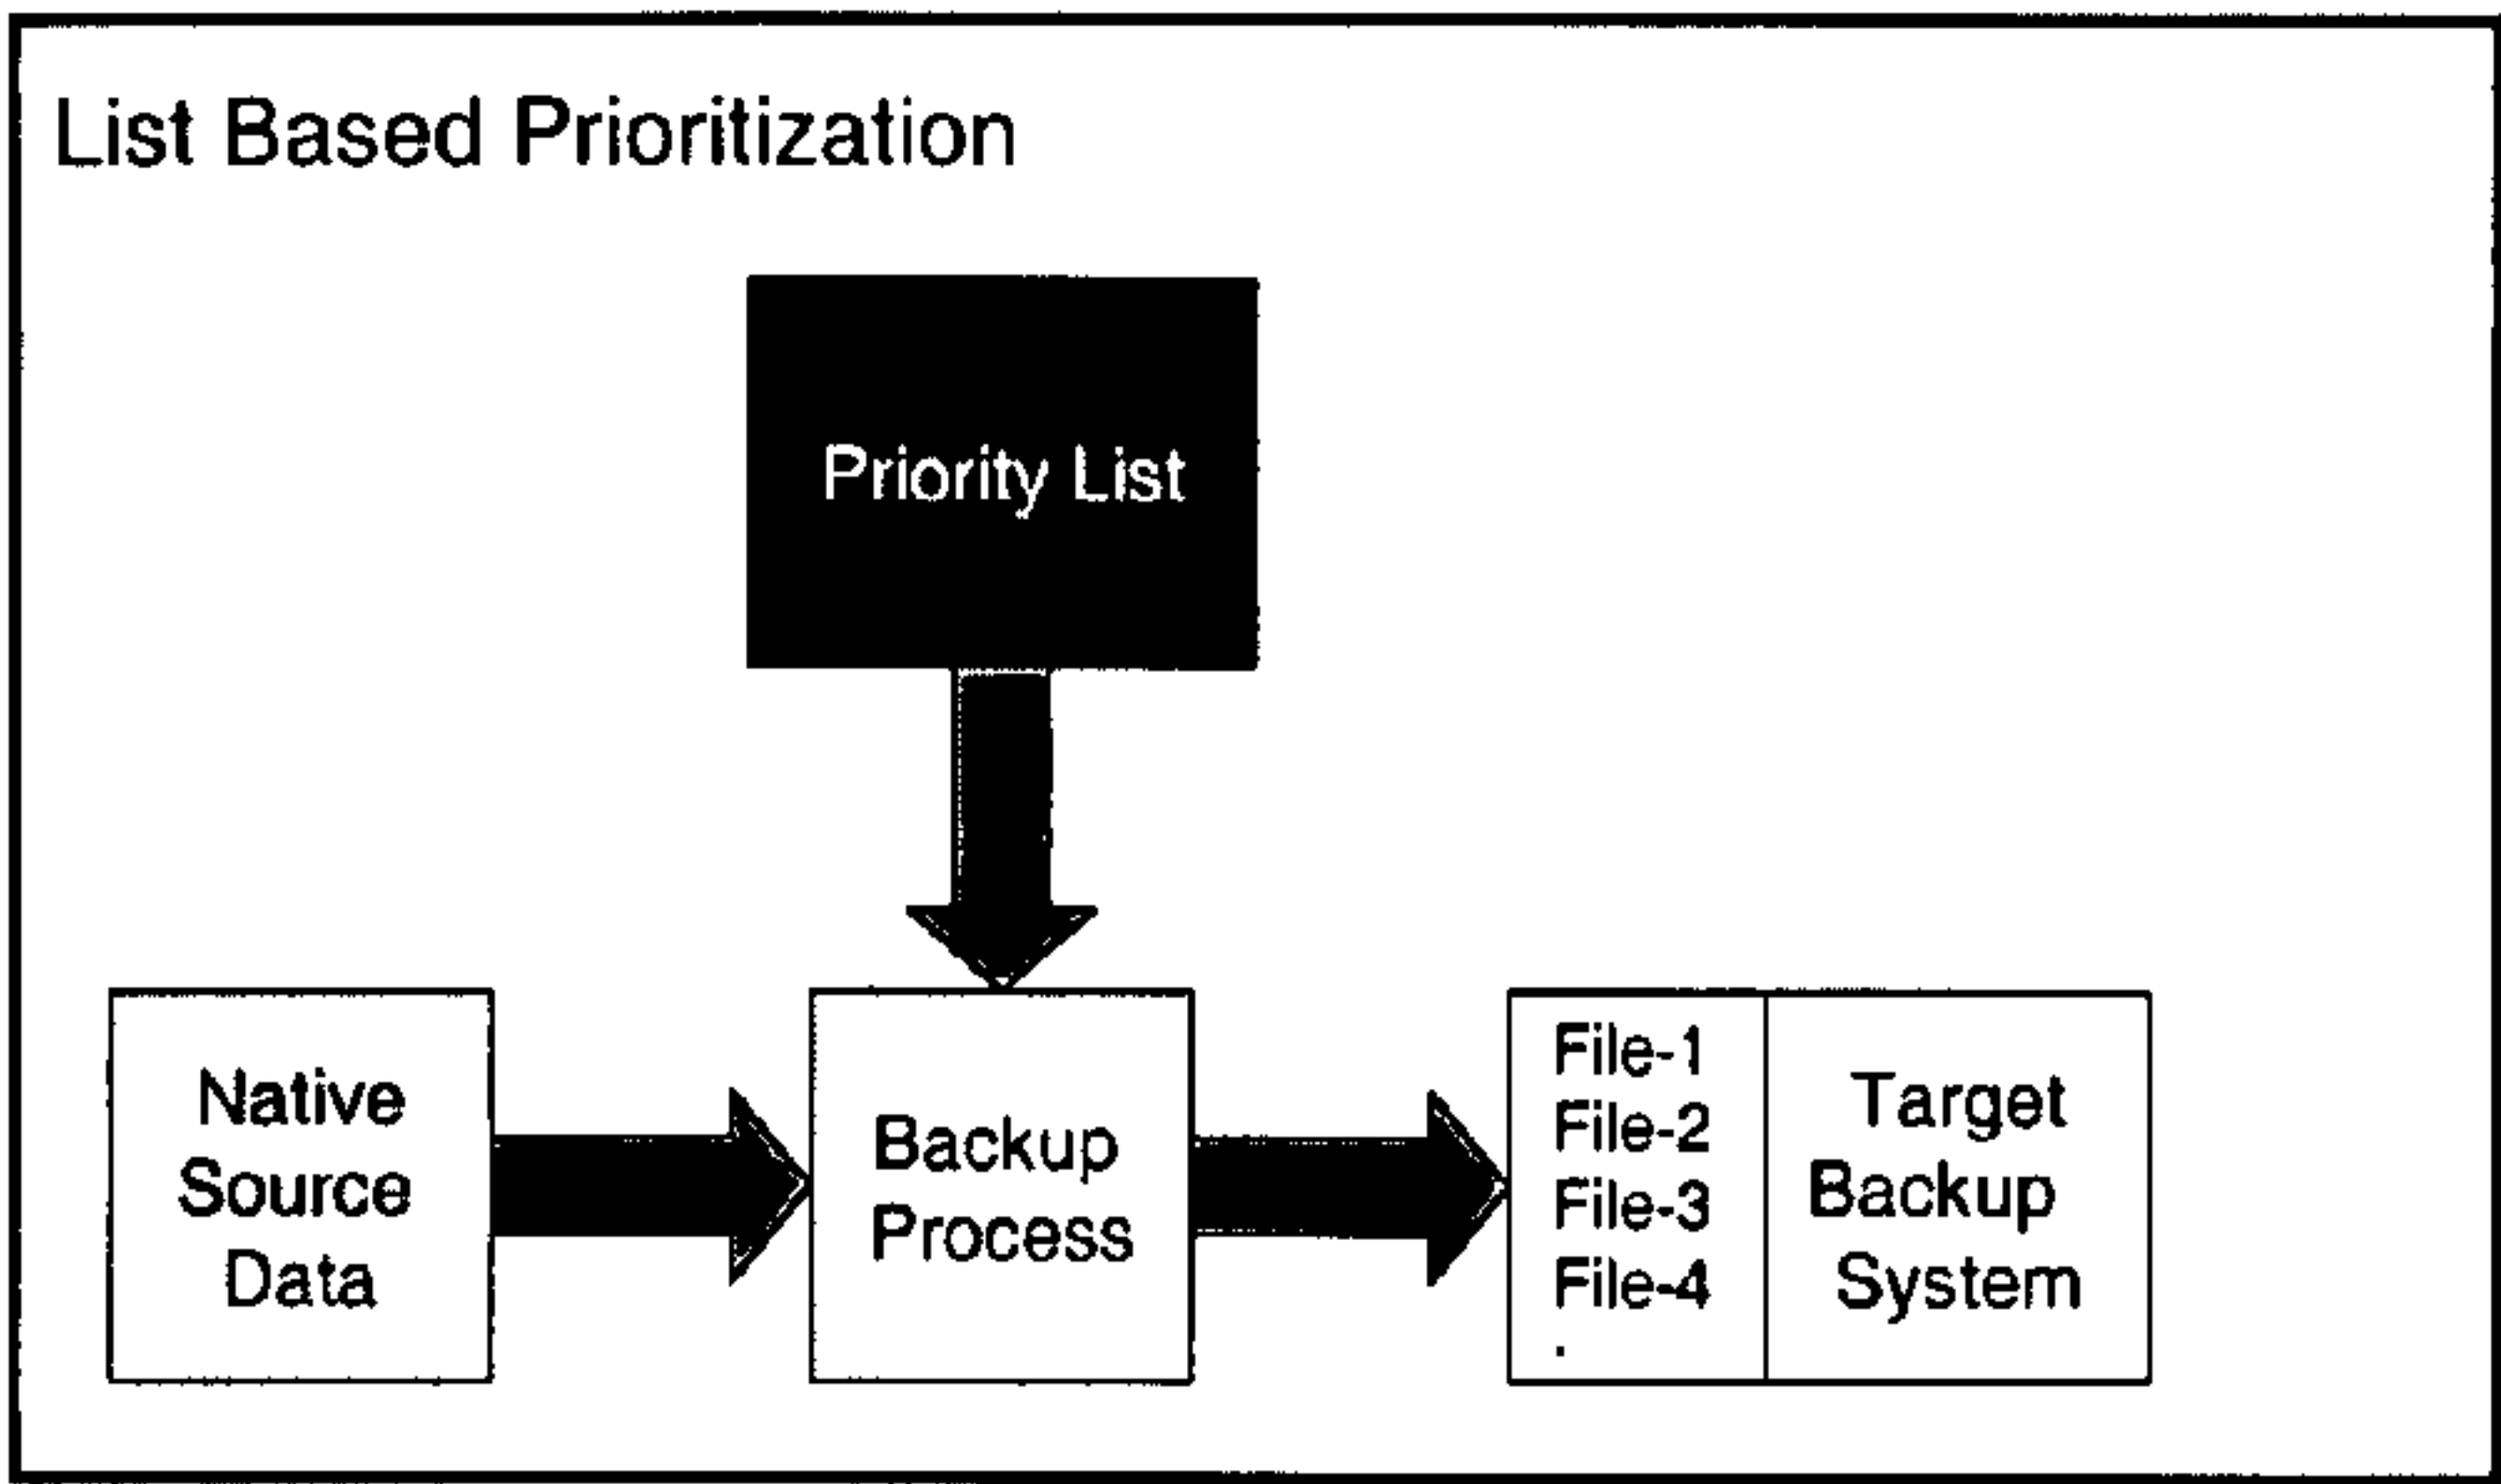 List Based Prioritization
Priority List
Native
Source
Data
Backup
Process
File-1
File-2
File-3
File-4
.
Target
Backup
System